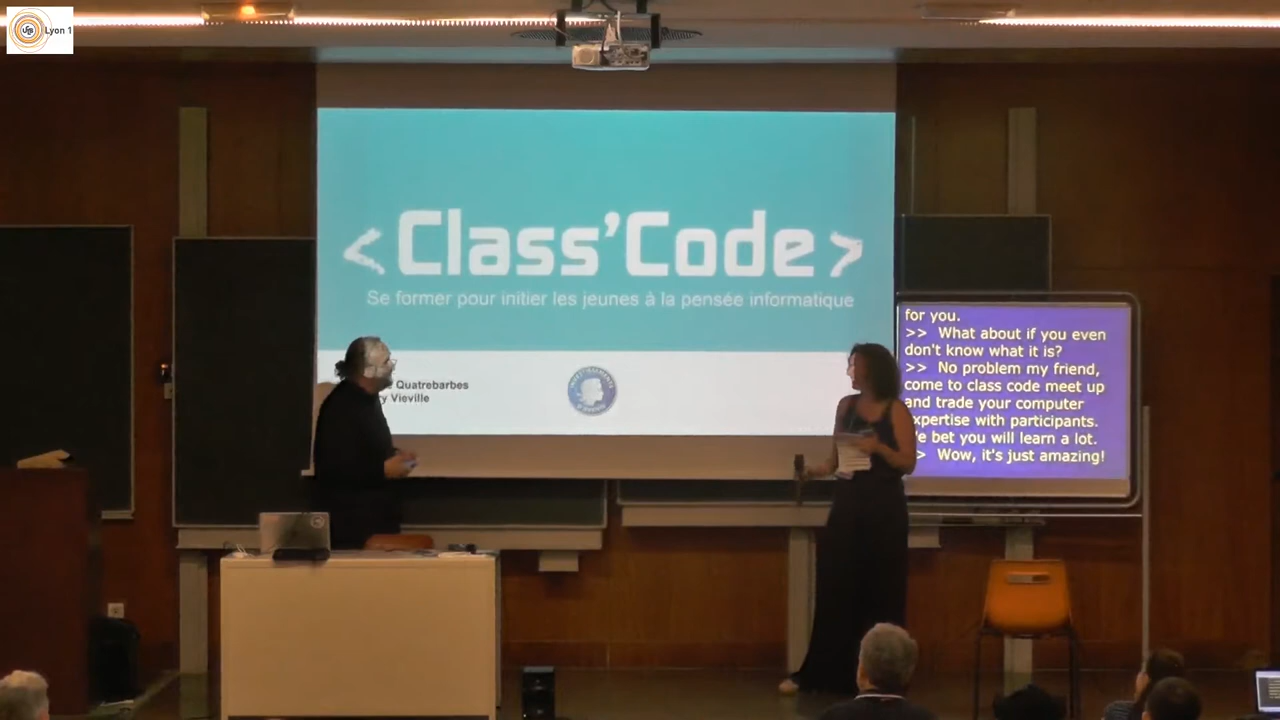 Lyon 1
<Class'Code>
Se former pour initier les jeunes à la pensée informatique
Quatrebarbes
Vieville
for you.
>> What about if you even
don't know what it is?
>> No problem my friend,
come to class code meet up
and trade your computer
expertise with participants.
bet you will learn a lot.
> Wow, it's just amazing!